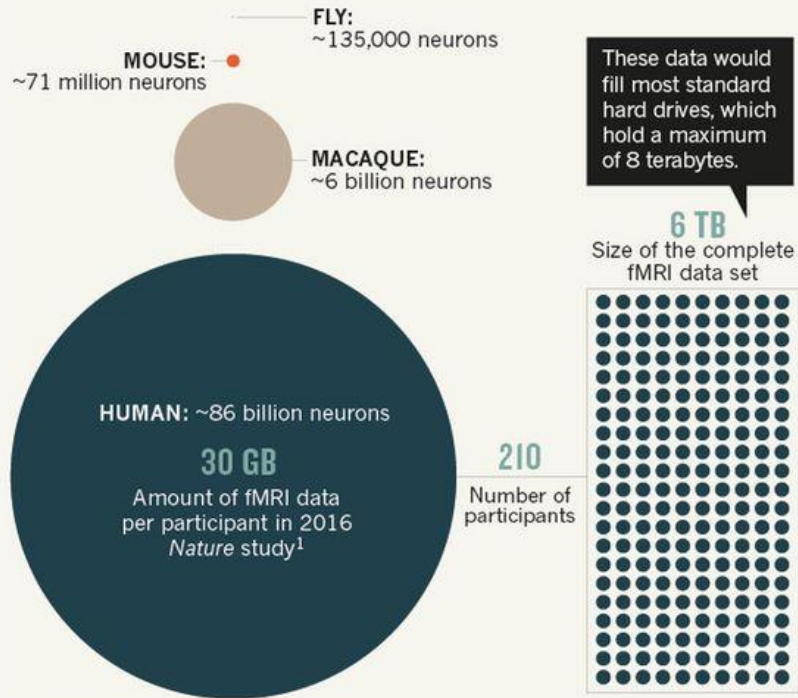 FLY:
~135,000 neurons
MOUSE:
~71 million neurons
MACAQUE:
~6 billion neurons
These data would
fill most standard
hard drives, which
hold a maximum
of 8 terabytes.
6 TB
Size of the complete
fMRI data set
HUMAN: ~86 billion neurons
30 GB
Amount of fMRI data
per participant in 2016
Nature study¹
210
Number of
participants